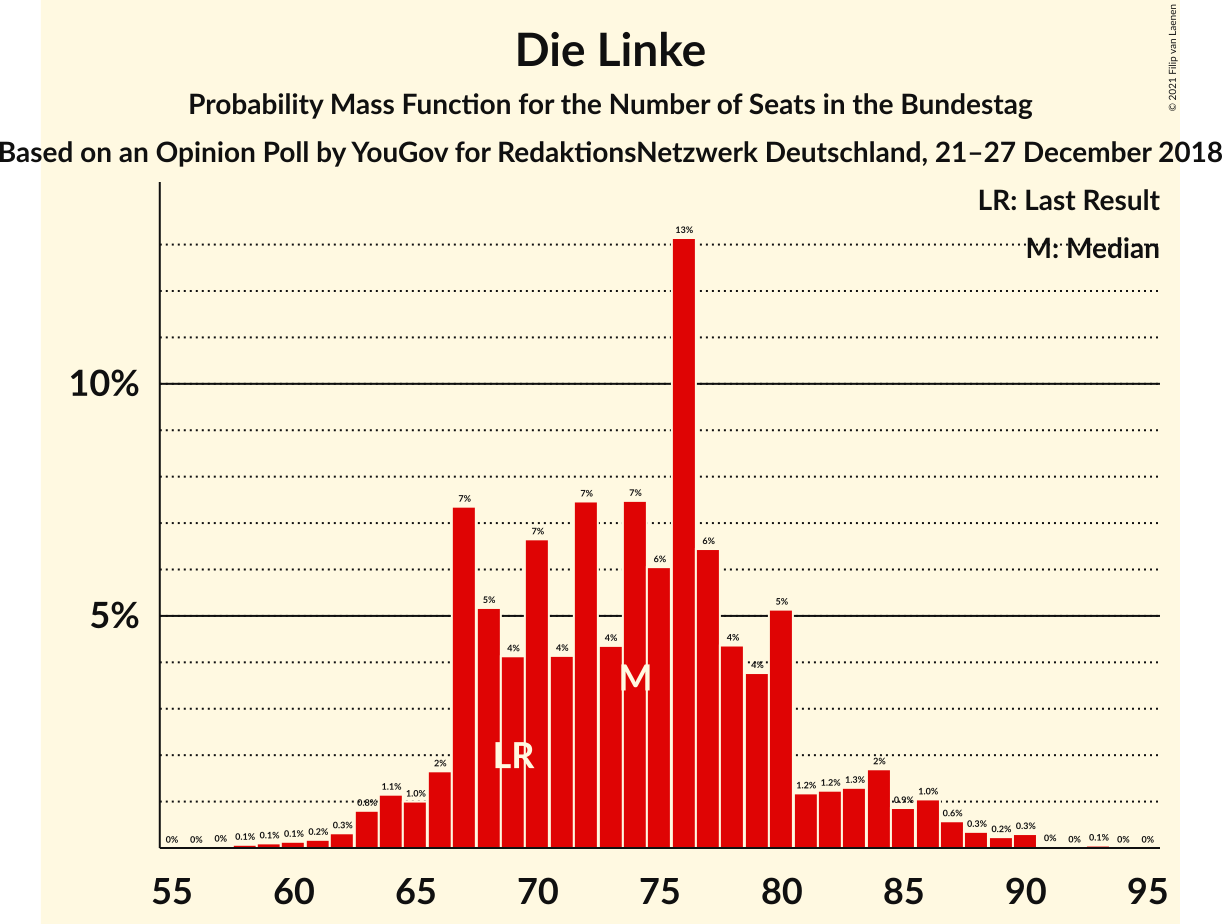 Die Linke
Probability Mass Function for the Number of Seats in the Bundestag
Based on an Opinion Poll by YouGov for RedaktionsNetzwerk Deutschland, 21–27 December 2018
© 2021 Filip van Laenen
LR: Last Result
M: Median
10%
5%
0% 0% 0% 0.1% 0.1% 0.1% 0.2% 0.3% 0.8% 1.1% 1.0% 2% 7% 5% 4% 7% 4% 7% 4% 7% 6% 13% 6% 4% 4% 5% 1.2% 1.2% 1.3% 2% 0.9% 1.0% 0.6% 0.3% 0.2% 0.3% 0% 0% 0.1% 0% 0%
M
LR
55 60 65 70 75 80 85 90 95